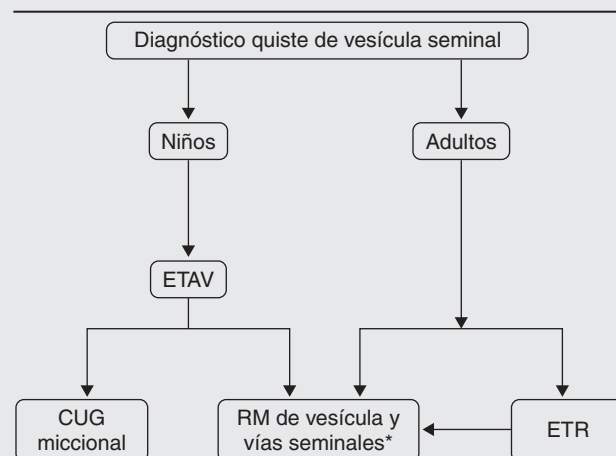 Diagnóstico quiste de vesícula seminal
Niños
Adultos
ETAV
CUG
miccional
RM de vesícula y
vías seminales*
ETR